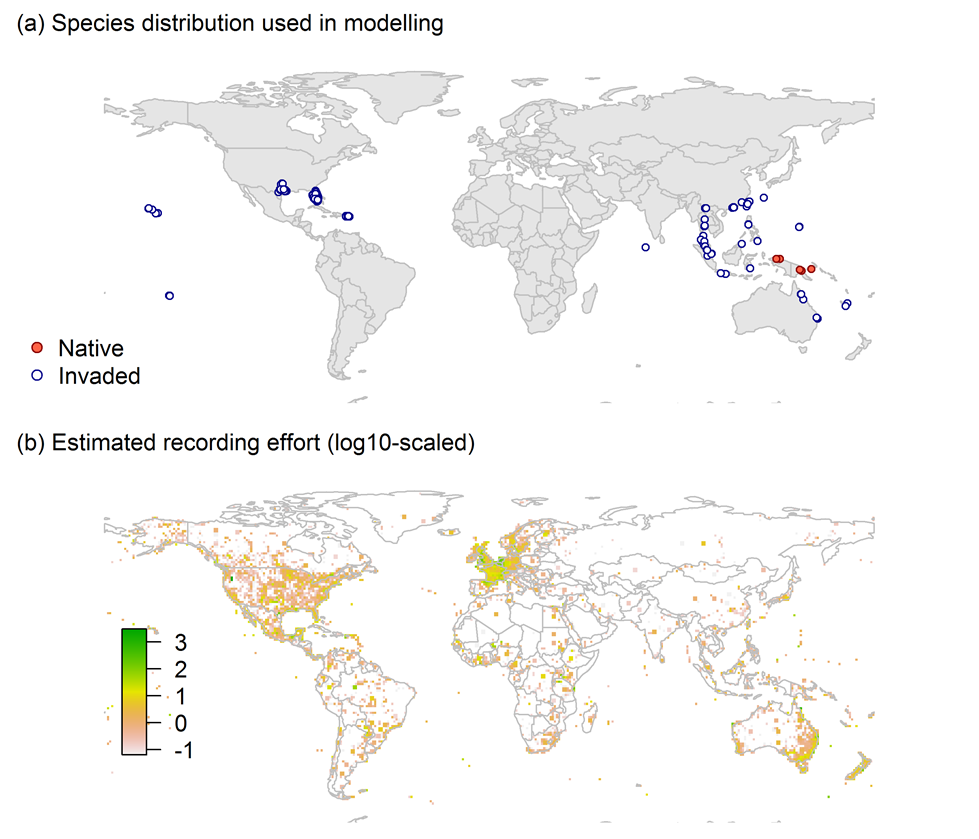 (a) Species distribution used in modelling
Native
Invaded
(b) Estimated recording effort (log10-scaled)
3
2
1
0
-1